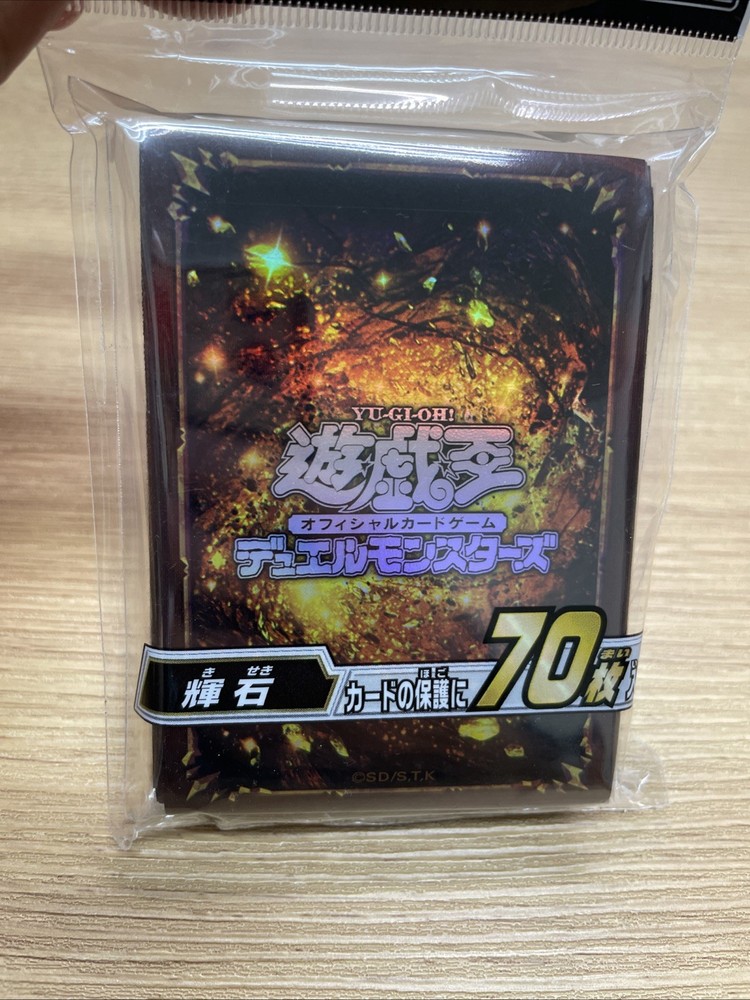 YU-GI-OH!
遊戯王
オフィシャルカードゲーム
デュエルモンスターズ
きせき
輝石
カードの保護に
ほご
70枚
まい
©SD/S,T.K